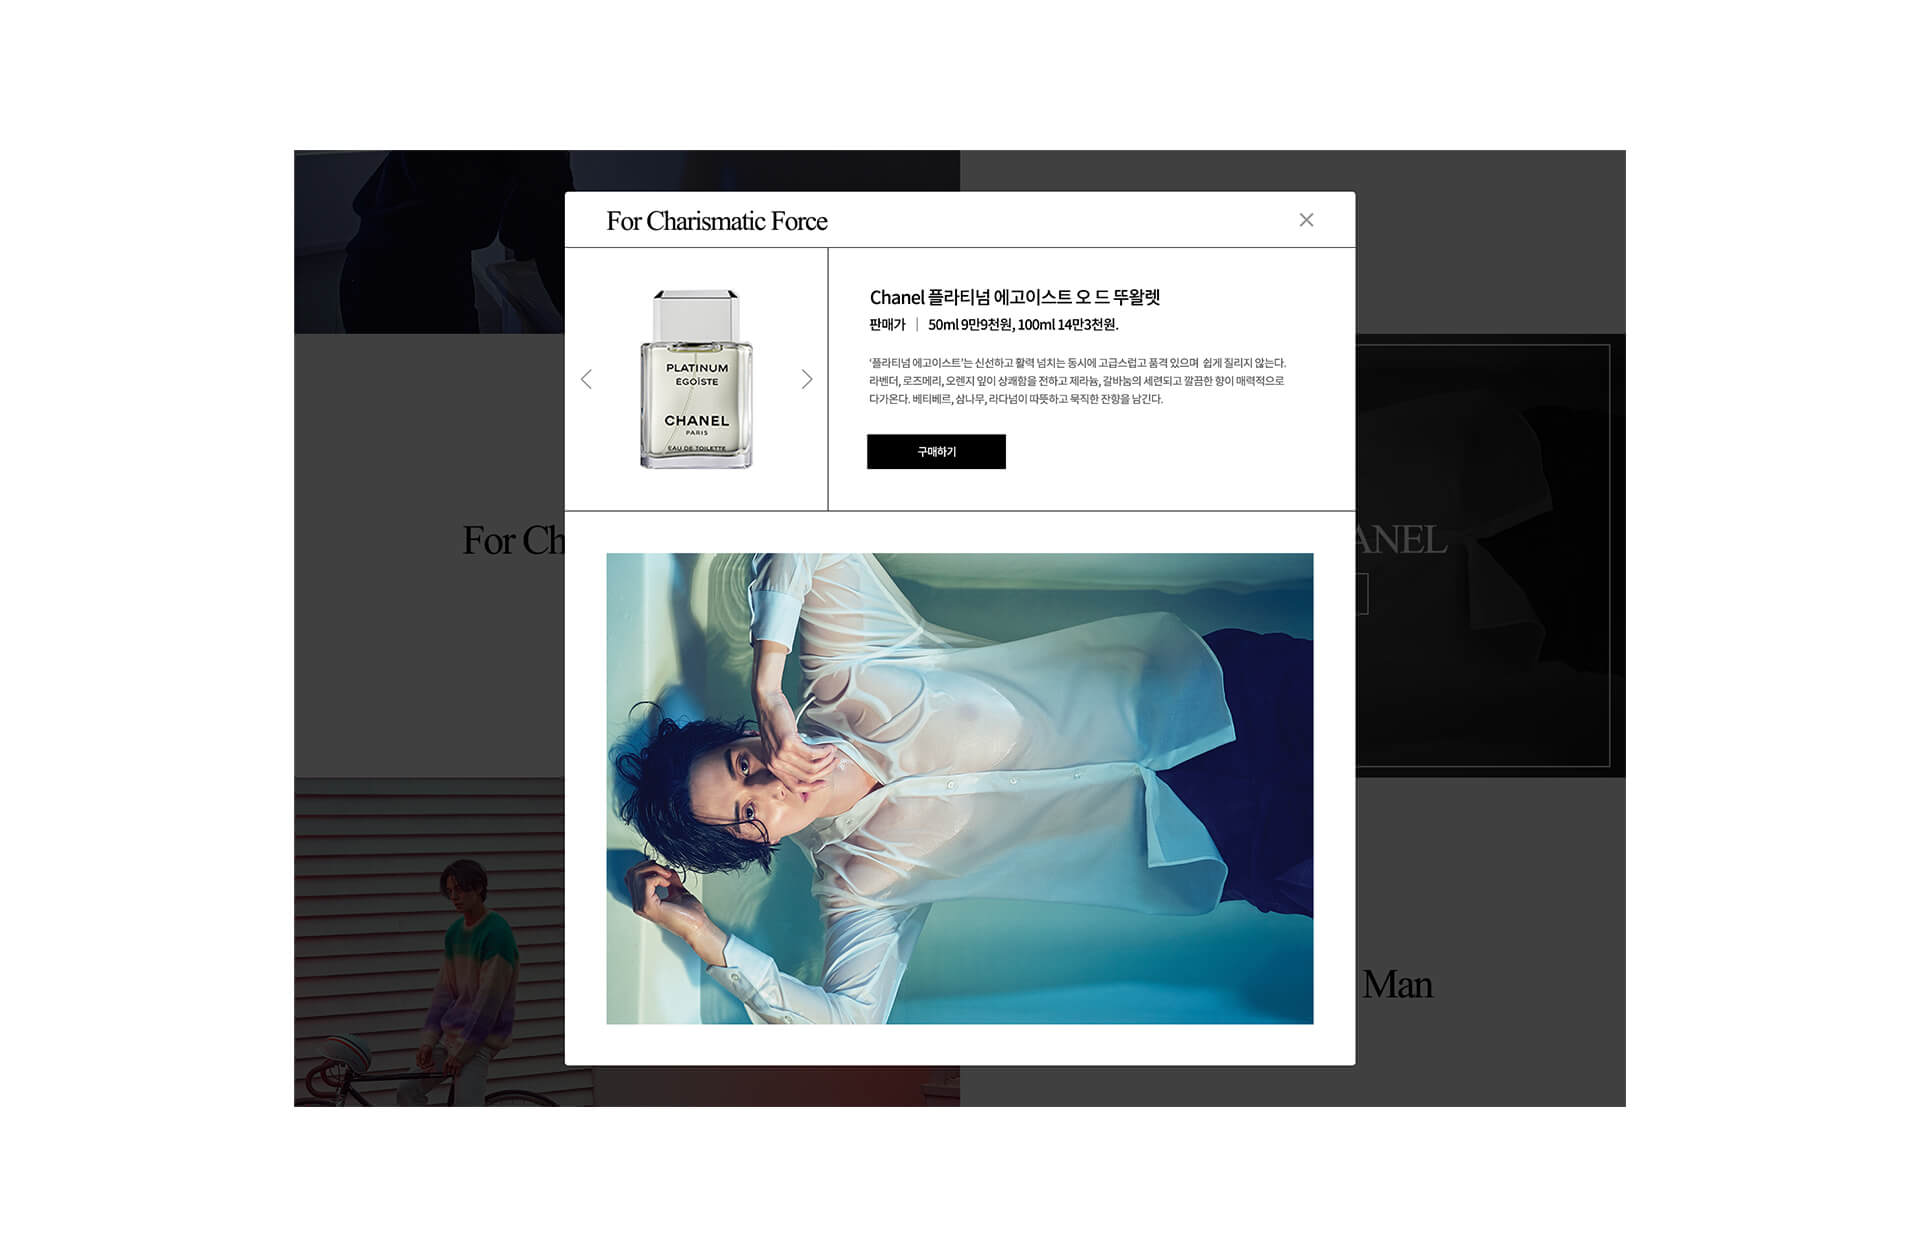 For Charismatic Force
PLATINUM
ÉGOÏSTE
CHANEL
PARIS
EAU DE TOILETTE
Chanel 플라티넘 에고이스트 오 드 뚜왈렛
판매가 | 50ml 9만9천원, 100ml 14만3천원.
‘플라티넘 에고이스트’는 신선하고 활력 넘치는 동시에 고급스럽고 품격 있으며 쉽게 질리지 않는다.
라벤더, 로즈메리, 오렌지 잎이 상쾌함을 전하고 제라늄, 갈바눔의 세련되고 깔끔한 향이 매력적으로
다가온다. 베티베르, 삼나무, 라다넘이 따뜻하고 묵직한 잔향을 남긴다.
구매하기
For Ch
ANEL
Man